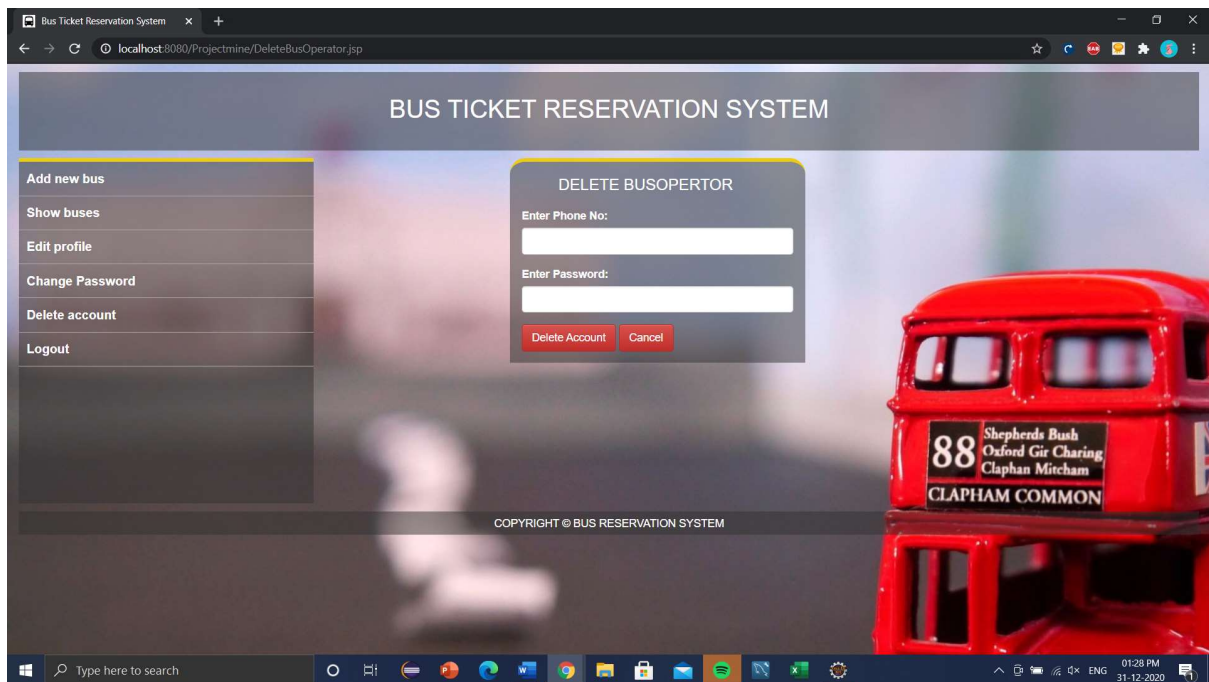 Bus Ticket Reservation System
localhost:8080/Projectmine/DeleteBusOperator.jsp
BUS TICKET RESERVATION SYSTEM
Add new bus
Show buses
Edit profile
Change Password
Delete account
Logout
DELETE BUSOPERTOR
Enter Phone No:
Enter Password:
Delete Account Cancel
88
Shepherds Bush
Oxford Gir Charing
Claphan Mitcham
CLAPHAM COMMON
COPYRIGHT © BUS RESERVATION SYSTEM
Type here to search
ENG
01:28 PM
31-12-2020